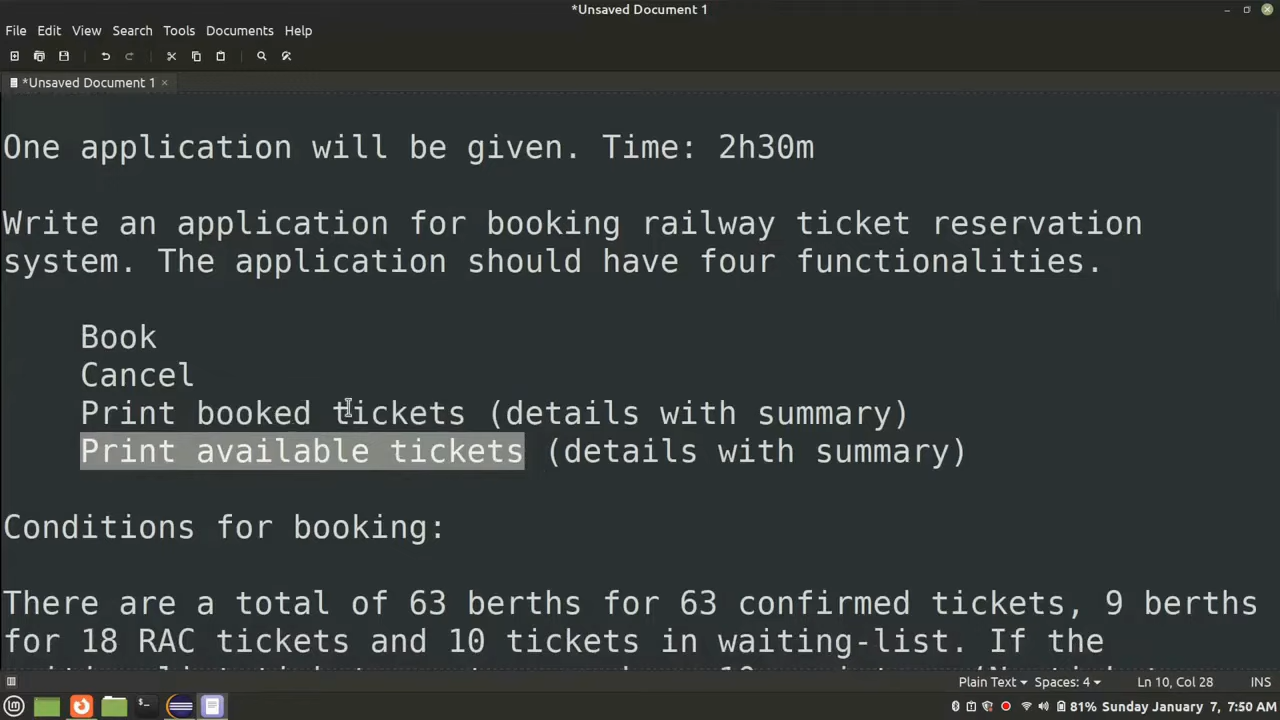 *Unsaved Document 1
File Edit View Search Tools Documents Help
*Unsaved Document 1 ×
One application will be given. Time: 2h30m
Write an application for booking railway ticket reservation
system. The application should have four functionalities.
Book
Cancel
Print booked tickets (details with summary)
Print available tickets (details with summary)
Conditions for booking:
There are a total of 63 berths for 63 confirmed tickets, 9 berths
for 18 RAC tickets and 10 tickets in waiting-list. If the
Plain Text Spaces: 4 Ln 10, Col 28 INS
81% Sunday January 7, 7:50 AM